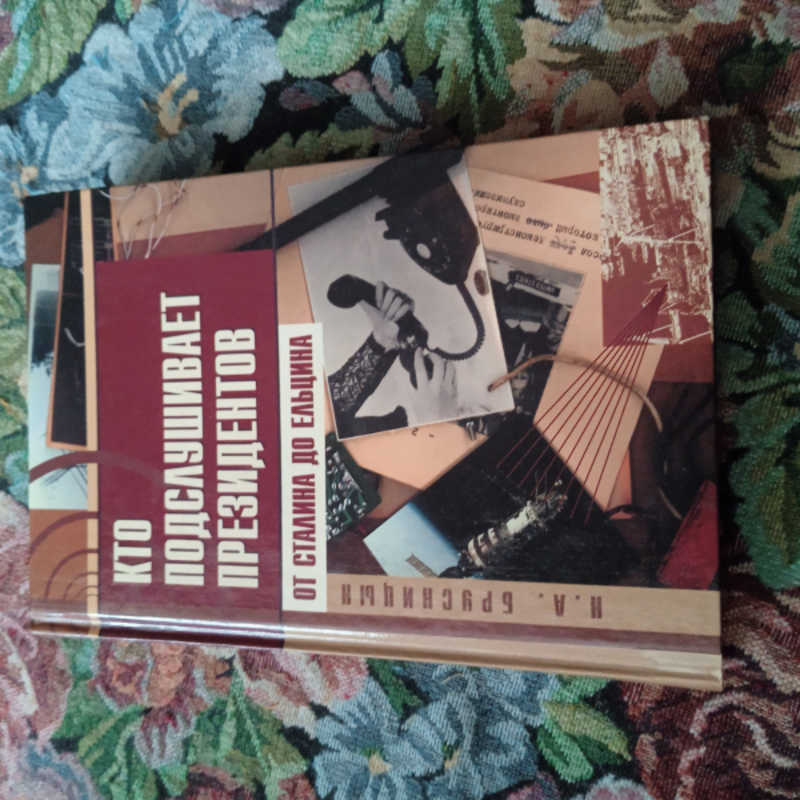 КТО
ПОДСЛУШИВАЕТ
ПРЕЗИДЕНТОВ
ОТ СТАЛИНА ДО ЕЛЬЦИНА
Н.А. БРУСНИЦЫН